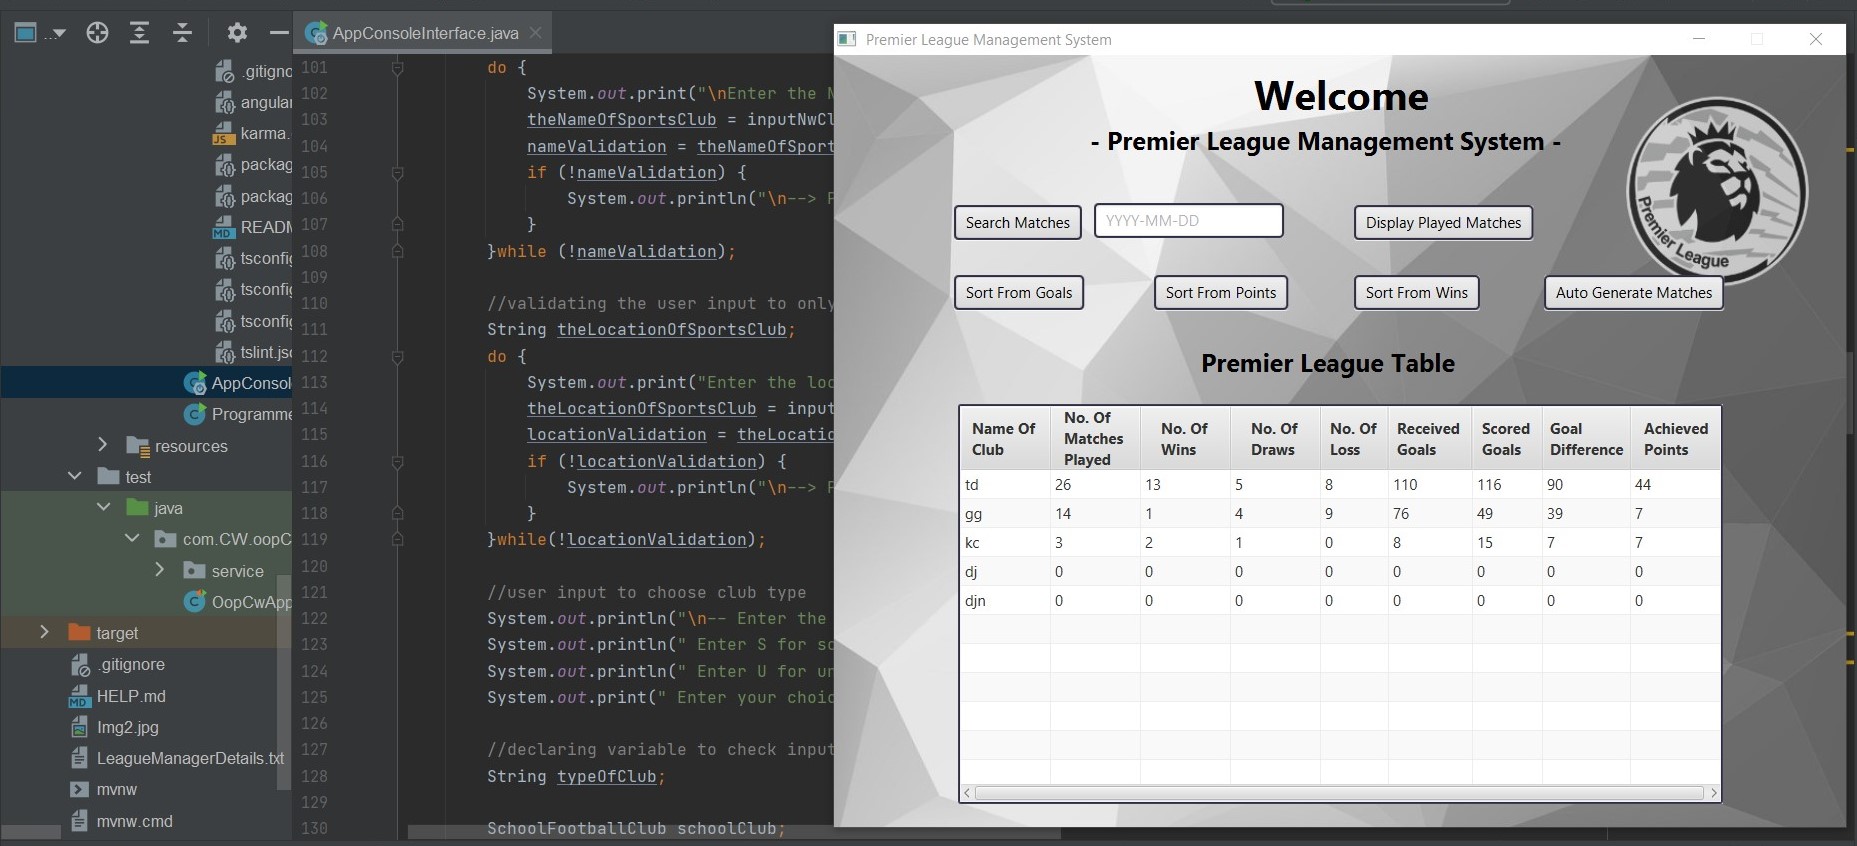 ...
.gitigno
angular
karma.
packag
packag
READM
tsconfig
tsconfig
tsconfig
tslint.jsc
AppConsol
Programme
resources
test
java
com.CW.oopC
service
OopCwApp
target
.gitignore
HELP.md
Img2.jpg
LeagueManagerDetails.txt
mvnw
mvnw.cmd
AppConsoleInterface.java
101 do {
102 System.out.print("\nEnter the N
103 theNameOfSportsClub = inputNwCl
104 nameValidation = theNameOfSport
105 if (!nameValidation) {
106 System.out.println("\n--> P
107 }
108 }while (!nameValidation);
109
110 //validating the user input to only
111 String theLocationOfSportsClub;
112 do {
113 System.out.print("Enter the loc
114 theLocationOfSportsClub = input
115 locationValidation = theLocatio
116 if (!locationValidation) {
117 System.out.println("\n--> P
118 }
119 }while(!locationValidation);
120
121 //user input to choose club type
122 System.out.println("\n-- Enter the
123 System.out.println(" Enter S for sc
124 System.out.println(" Enter U for un
125 System.out.print(" Enter your choic
126
127 //declaring variable to check input
128 String typeOfClub;
129
130 SchoolFootballClub schoolClub;
Premier League Management System
Welcome
- Premier League Management System -
Premier League
Search Matches YYYY-MM-DD Display Played Matches
Sort From Goals Sort From Points Sort From Wins Auto Generate Matches
Premier League Table
Name Of Club No. Of Matches Played No. Of Wins No. Of Draws No. Of Loss Received Goals Scored Goals Goal Difference Achieved Points
td 26 13 5 8 110 116 90 44
gg 14 1 4 9 76 49 39 7
kc 3 2 1 0 8 15 7 7
dj 0 0 0 0 0 0 0 0
djn 0 0 0 0 0 0 0 0